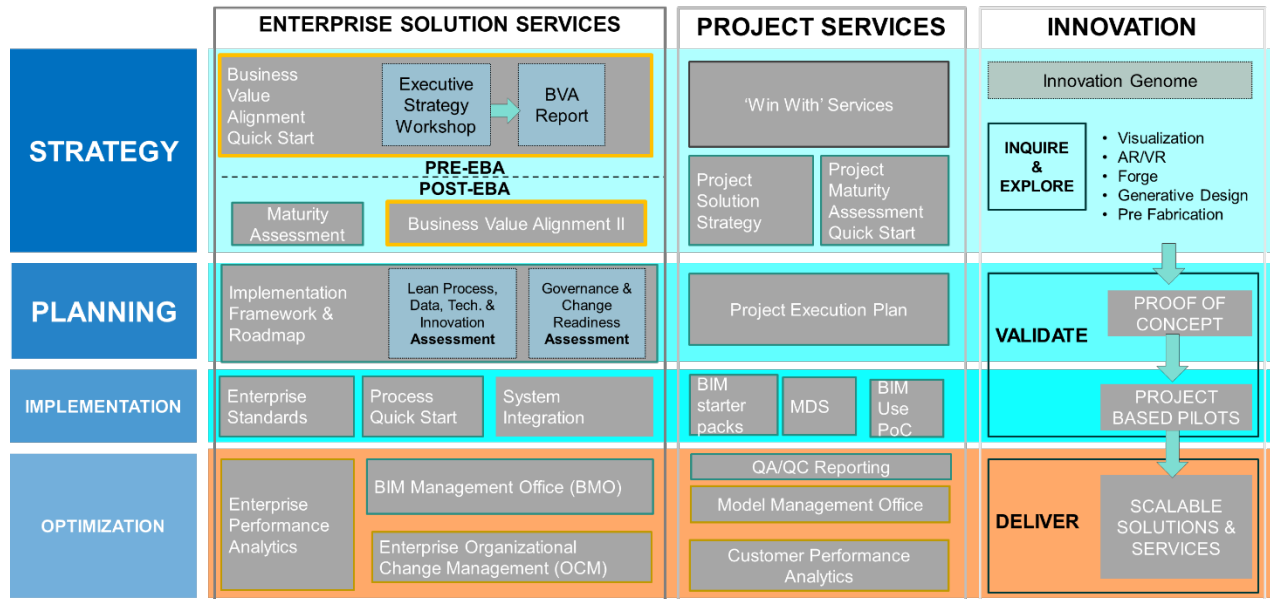 ENTERPRISE SOLUTION SERVICES
PROJECT SERVICES
INNOVATION
STRATEGY
Business
Value
Alignment
Quick Start
Executive
Strategy
Workshop
BVA
Report
PRE-EBA
POST-EBA
Maturity
Assessment
Business Value Alignment II
‘Win With’ Services
Project
Solution
Strategy
Project
Maturity
Assessment
Quick Start
Innovation Genome
INQUIRE
&
EXPLORE
• Visualization
• AR/VR
• Forge
• Generative Design
• Pre Fabrication
PLANNING
Implementation
Framework &
Roadmap
Lean Process,
Data, Tech. &
Innovation
Assessment
Governance &
Change
Readiness
Assessment
Project Execution Plan
VALIDATE
PROOF OF
CONCEPT
IMPLEMENTATION
Enterprise
Standards
Process
Quick Start
System
Integration
BIM
starter
packs
MDS
BIM
Use
PoC
PROJECT
BASED PILOTS
OPTIMIZATION
Enterprise
Performance
Analytics
BIM Management Office (BMO)
Enterprise Organizational
Change Management (OCM)
QA/QC Reporting
Model Management Office
Customer Performance
Analytics
DELIVER
SCALABLE
SOLUTIONS &
SERVICES